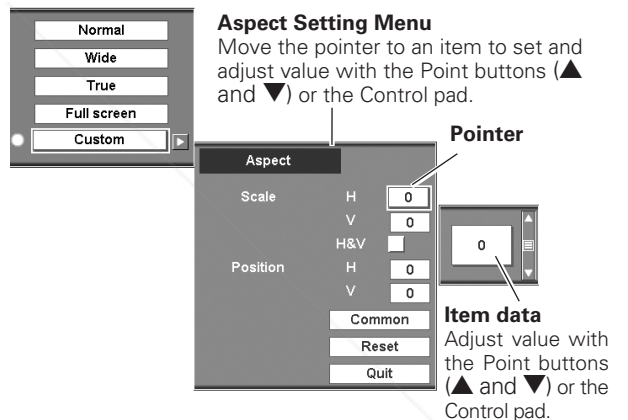 Normal
Wide
True
Full screen
Custom
Aspect Setting Menu
Move the pointer to an item to set and
adjust value with the Point buttons (▲
and ▼) or the Control pad.
Pointer
Aspect
Scale H 0
V 0
H&V
Position H 0
V 0
Common
Reset
Quit
0
Item data
Adjust value with
the Point buttons
(▲ and ▼) or the
Control pad.